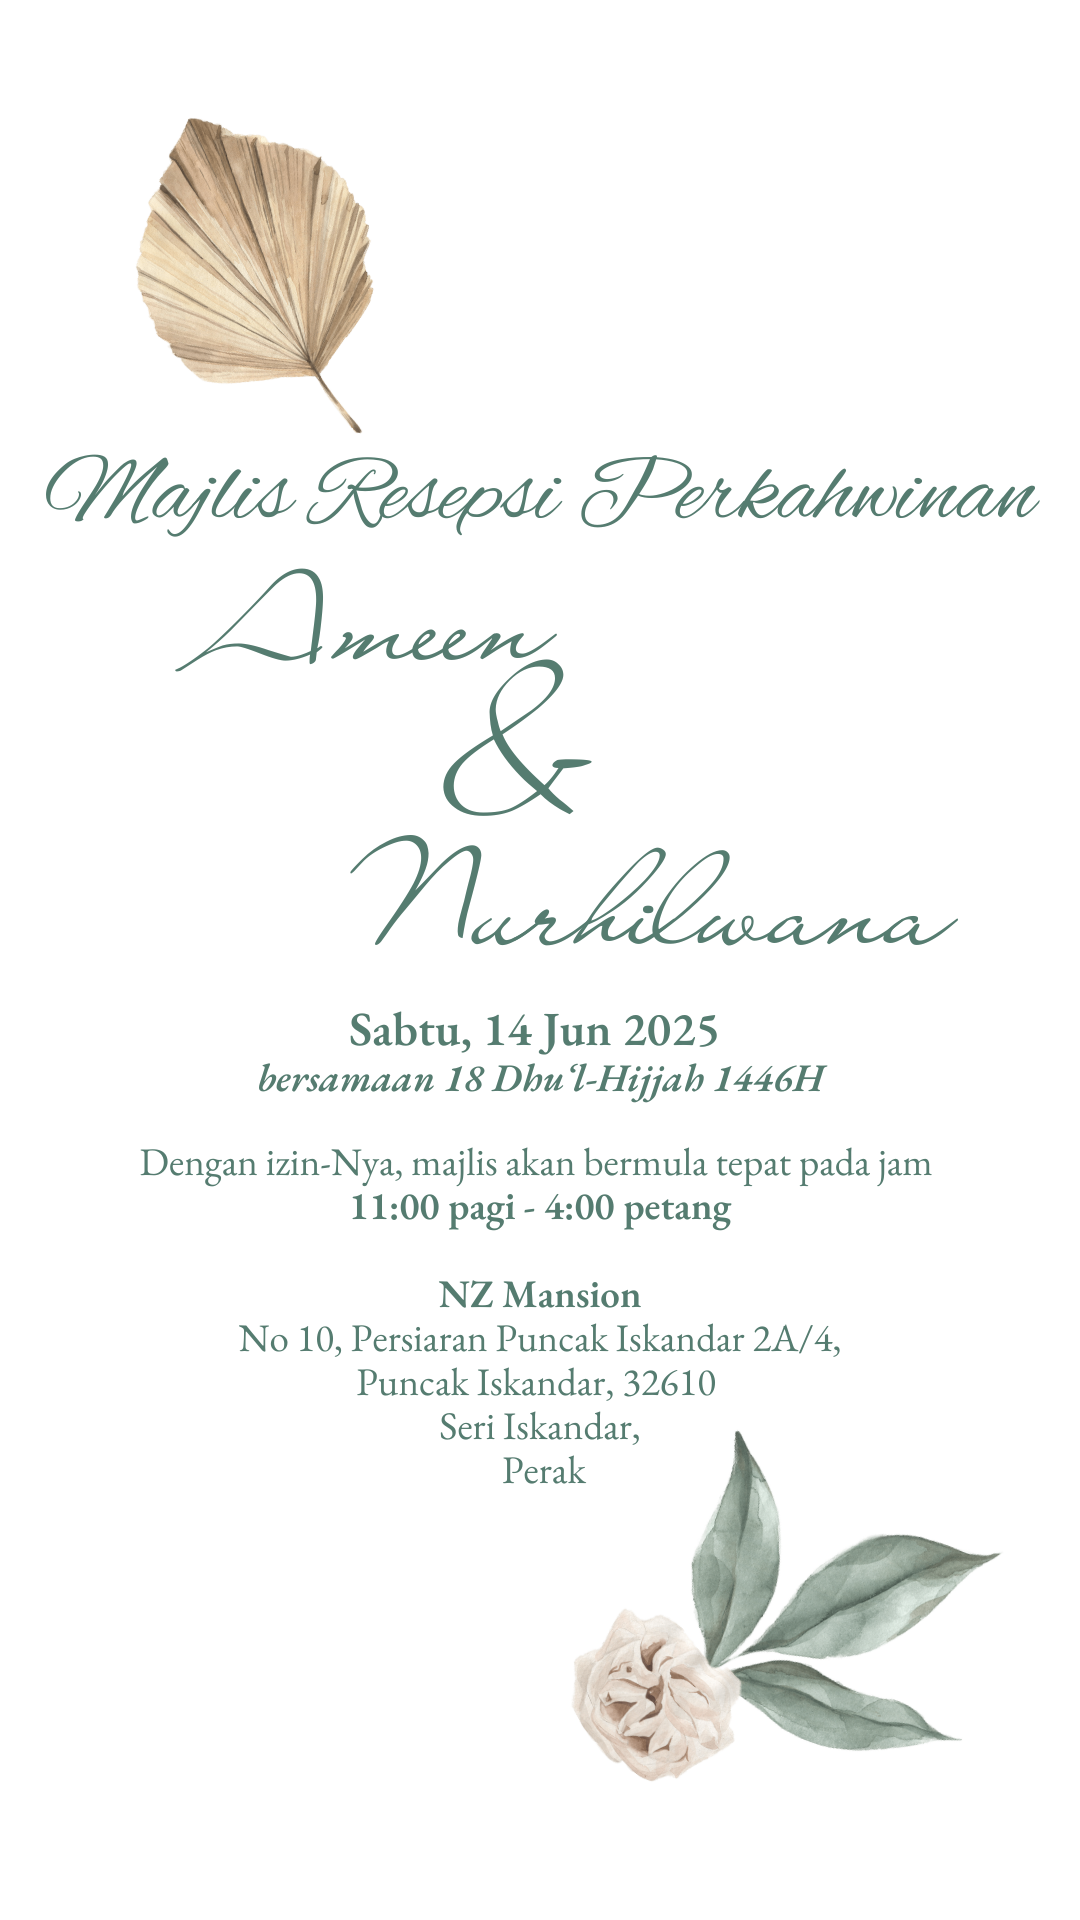 Majlis Resepsi Perkahwinan
Ameen
&
Nurhilwana
Sabtu, 14 Jun 2025
bersamaan 18 Dhu‘l-Hijjah 1446H
Dengan izin-Nya, majlis akan bermula tepat pada jam
11:00 pagi - 4:00 petang
NZ Mansion
No 10, Persiaran Puncak Iskandar 2A/4,
Puncak Iskandar, 32610
Seri Iskandar,
Perak